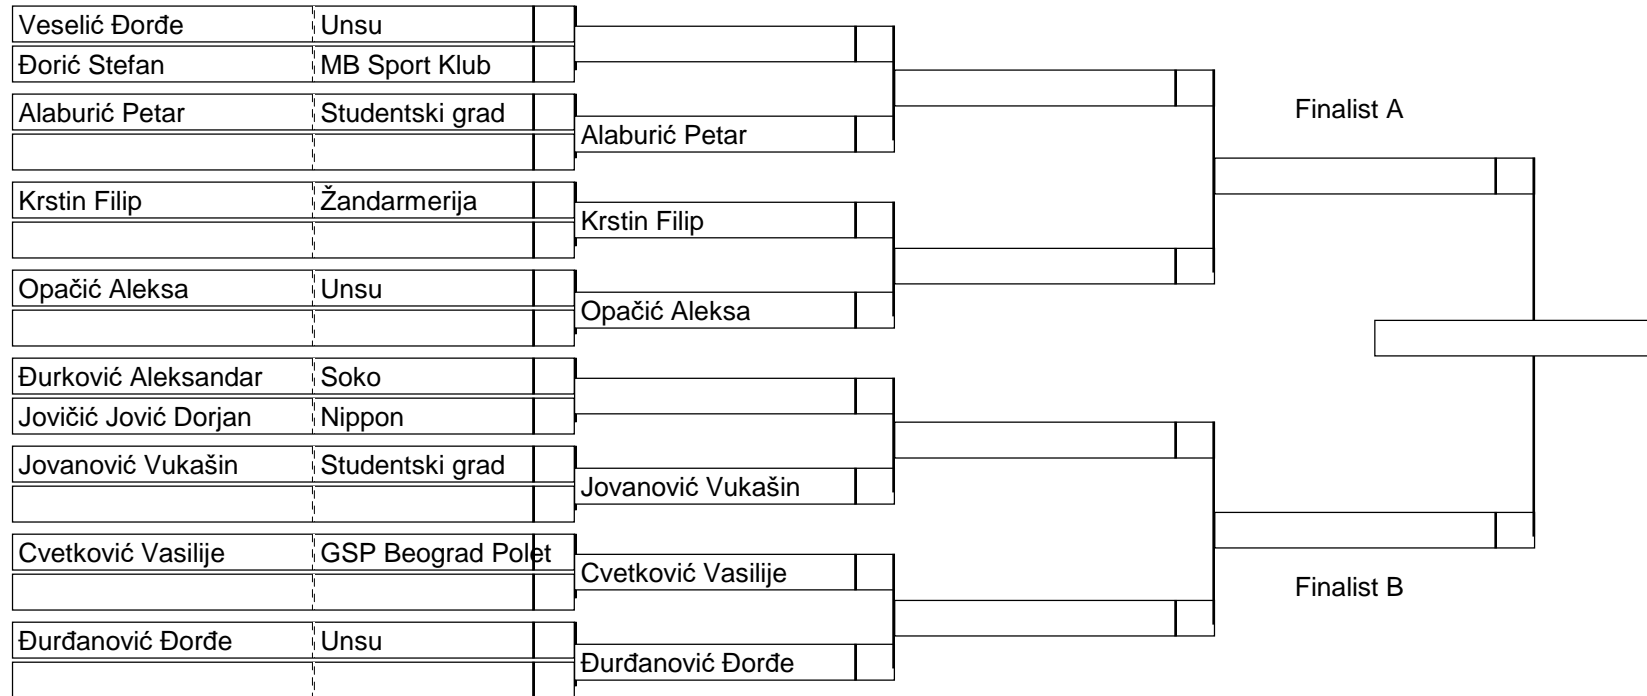 Veselić Đorđe Unsu
Đorić Stefan MB Sport Klub
Alaburić Petar Studentski grad
Finalist A
Alaburić Petar
Krstin Filip Žandarmerija
Krstin Filip
Opačić Aleksa Unsu
Opačić Aleksa
Đurković Aleksandar Soko
Jovičić Jović Dorjan Nippon
Jovanović Vukašin Studentski grad
Jovanović Vukašin
Cvetković Vasilije GSP Beograd Polet
Cvetković Vasilije
Finalist B
Đurđanović Đorđe Unsu
Đurđanović Đorđe